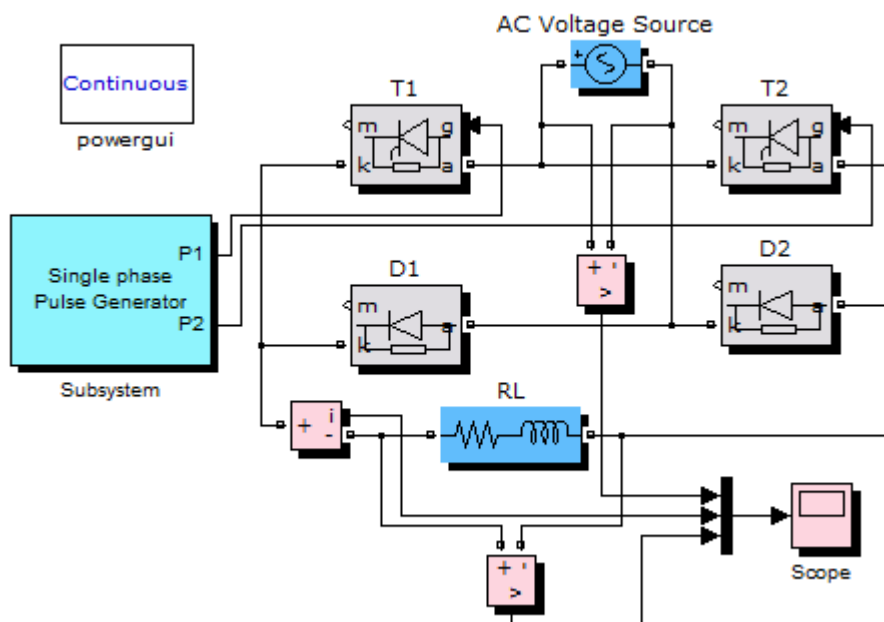 AC Voltage Source
Continuous
powergui
T1
m
g
k
a
T2
m
g
k
a
Single phase
Pulse Generator
P1
P2
Subsystem
D1
m
k
a
+ -
v
D2
m
k
a
+
i
-
RL
+ -
v
Scope